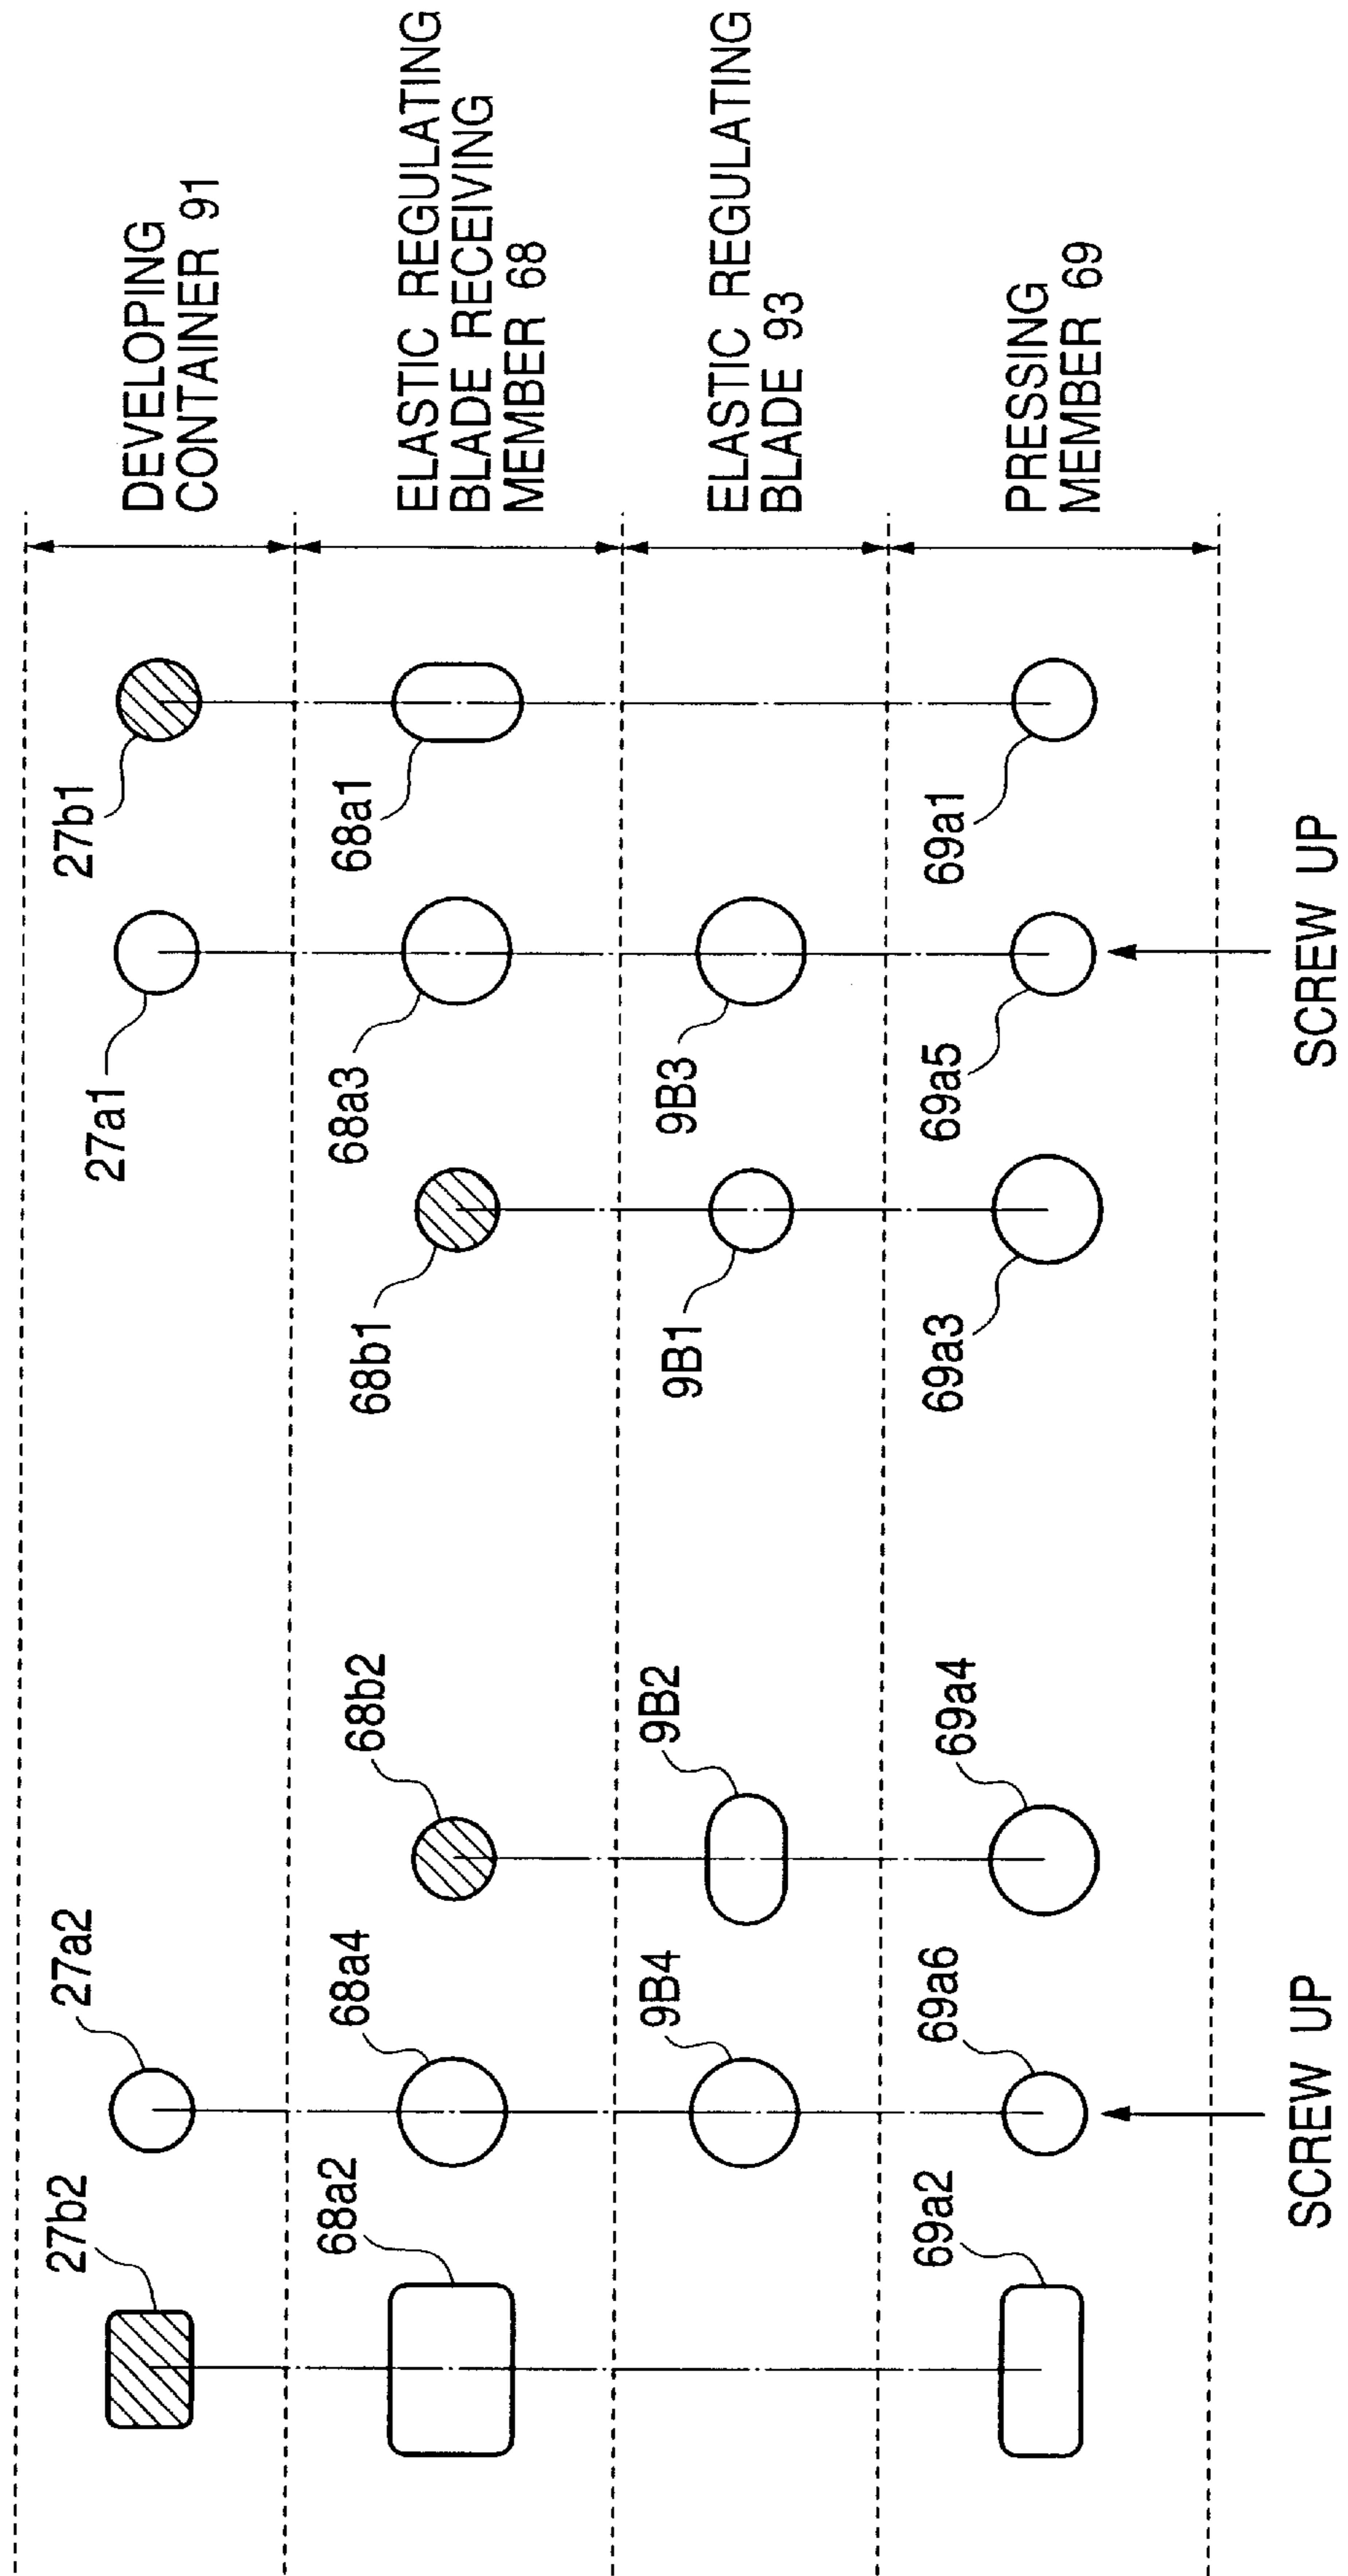 DEVELOPING
CONTAINER 91
ELASTIC REGULATING
BLADE RECEIVING
MEMBER 68
ELASTIC REGULATING
BLADE 93
PRESSING
MEMBER 69
27b1
68a1
69a1
27a1
68a3
9B3
69a5
SCREW UP
68b1
9B1
69a3
68b2
9B2
69a4
27a2
68a4
9B4
69a6
SCREW UP
27b2
68a2
69a2